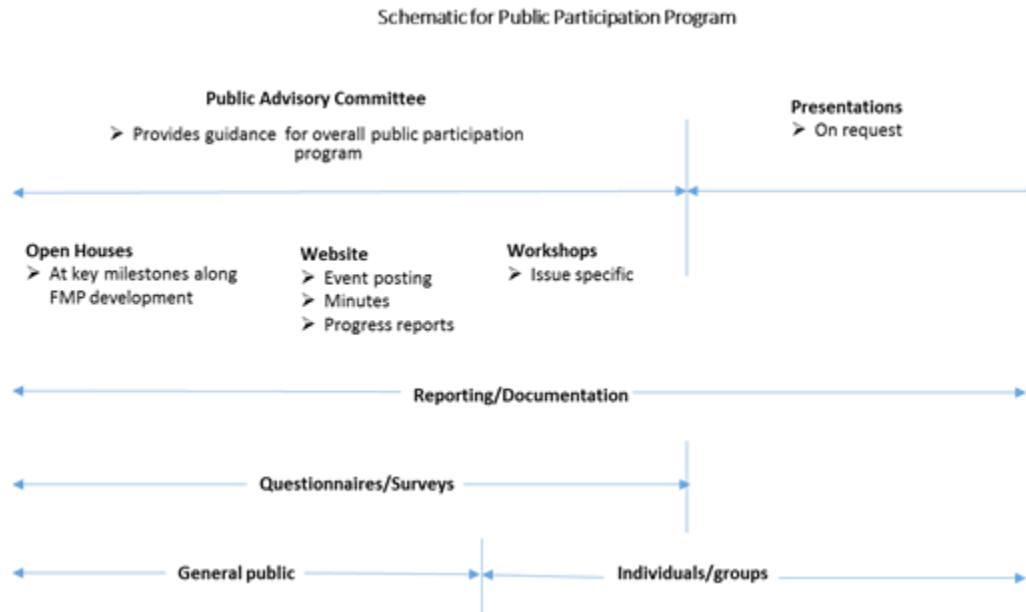 Schematic for Public Participation Program
Public Advisory Committee
➢ Provides guidance for overall public participation
program
Presentations
➢ On request
Open Houses
➢ At key milestones along
FMP development
Website
➢ Event posting
➢ Minutes
➢ Progress reports
Workshops
➢ Issue specific
Reporting/Documentation
Questionnaires/Surveys
General public
Individuals/groups